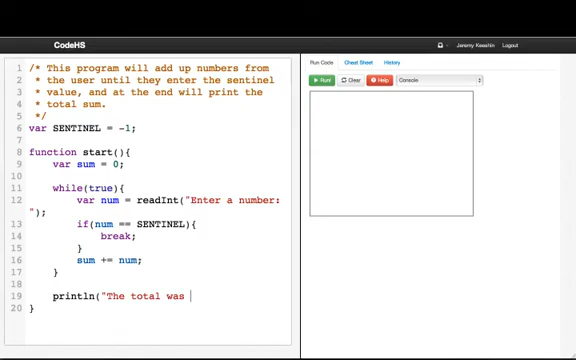 CodeHS
Jeremy Keeshin Logout
1 /* This program will add up numbers from
2 * the user until they enter the sentinel
3 * value, and at the end will print the
4 * total sum.
5 */
6 var SENTINEL = -1;
7
8 function start(){
9 var sum = 0;
10
11 while(true){
12 var num = readInt("Enter a number:
");
13 if(num == SENTINEL){
14 break;
15 }
16 sum += num;
17 }
18
19 println("The total was
20 }
Run Code Cheat Sheet History
Run! Clear Help Console